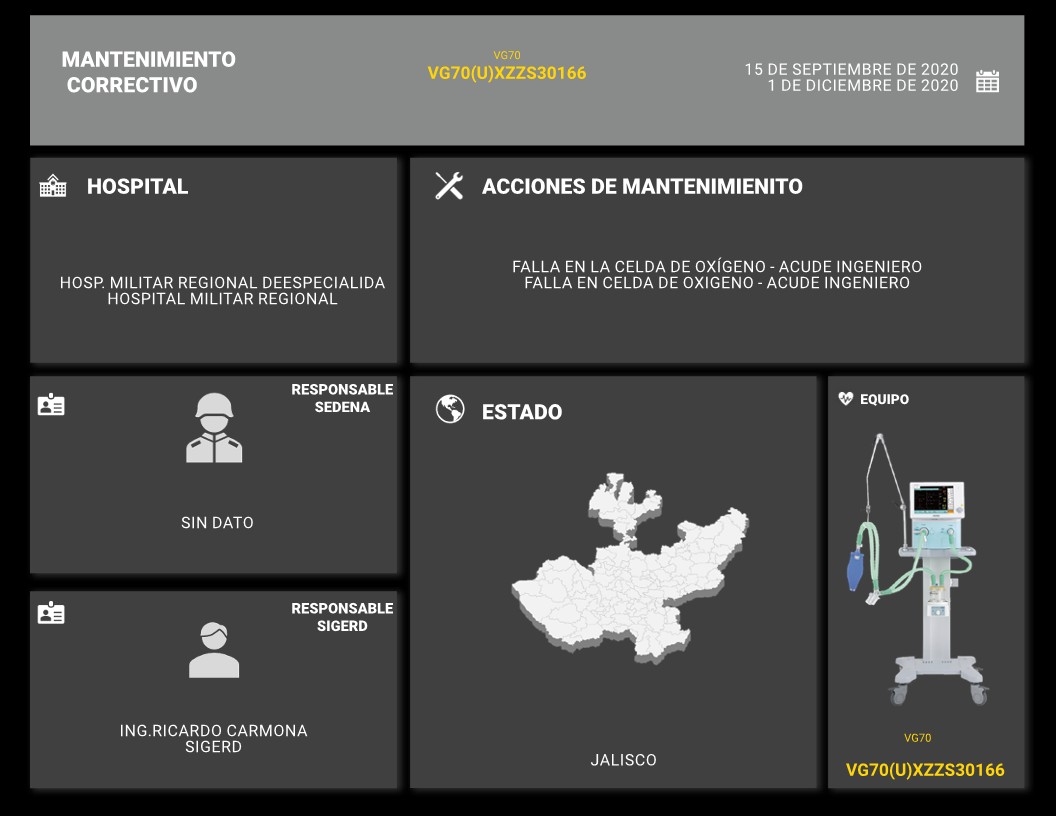 MANTENIMIENTO
CORRECTIVO
VG70
VG70(U)XZZS30166
15 DE SEPTIEMBRE DE 2020
1 DE DICIEMBRE DE 2020
HOSPITAL
HOSP. MILITAR REGIONAL DEESPECIALIDA
HOSPITAL MILITAR REGIONAL
ACCIONES DE MANTENIMIENITO
FALLA EN LA CELDA DE OXÍGENO - ACUDE INGENIERO
FALLA EN CELDA DE OXIGENO - ACUDE INGENIERO
RESPONSABLE
SEDENA
SIN DATO
RESPONSABLE
SIGERD
ING.RICARDO CARMONA
SIGERD
ESTADO
JALISCO
EQUIPO
VG70
VG70(U)XZZS30166